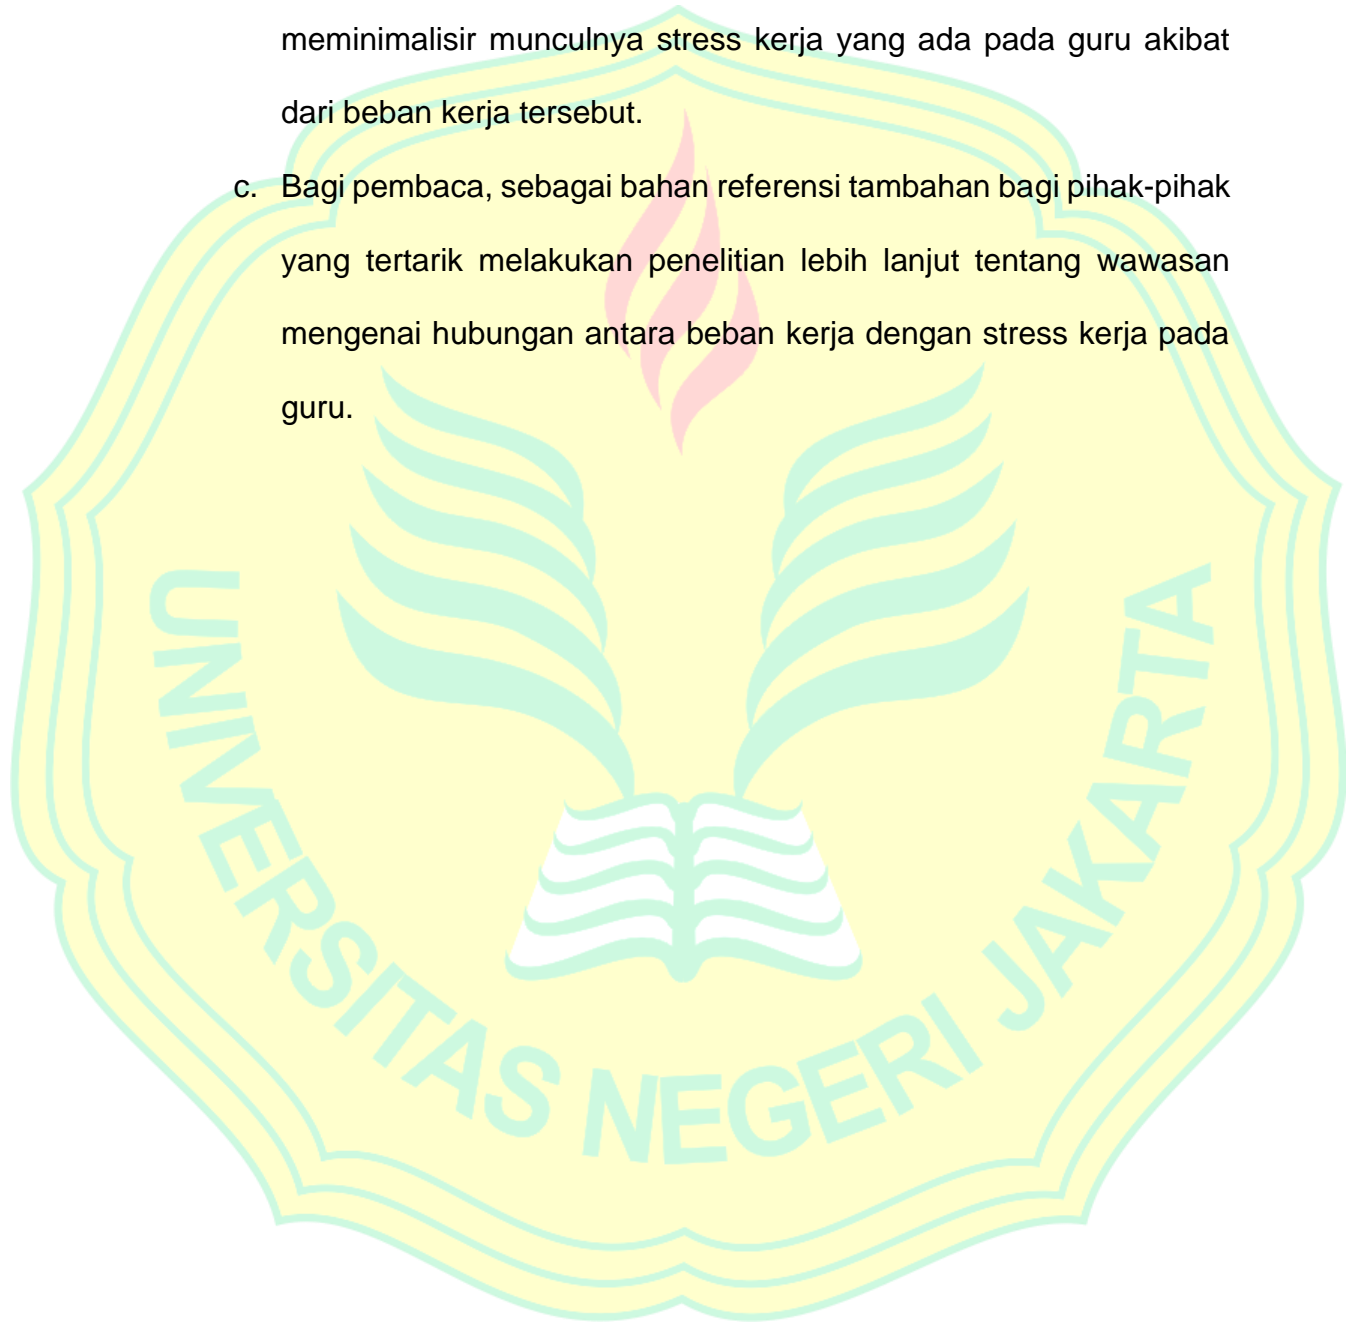 meminimalisir munculnya stress kerja yang ada pada guru akibat
dari beban kerja tersebut.
c. Bagi pembaca, sebagai bahan referensi tambahan bagi pihak-pihak
yang tertarik melakukan penelitian lebih lanjut tentang wawasan
mengenai hubungan antara beban kerja dengan stress kerja pada
guru.
UNIVERSITAS NEGERI JAKARTA